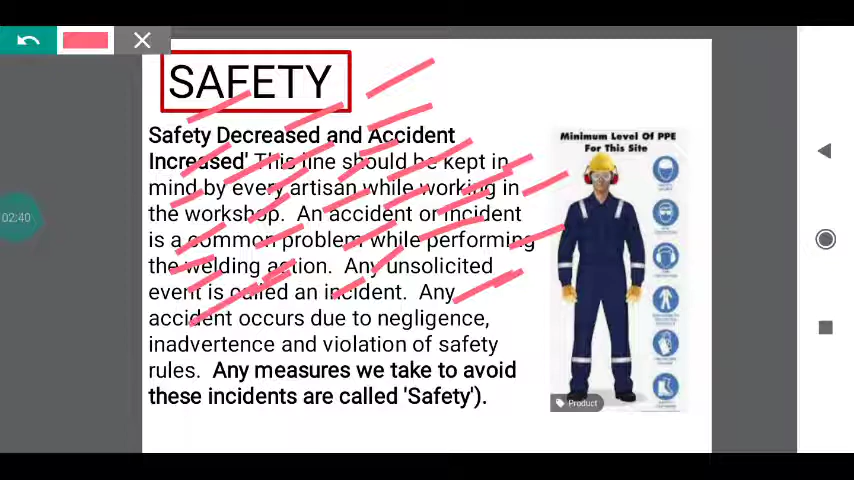 SAFETY
Safety Decreased and Accident
Increased' This line should be kept in
mind by every artisan while working in
the workshop. An accident or incident
is a common problem while performing
the welding action. Any unsolicited
event is called an incident. Any
accident occurs due to negligence,
inadvertence and violation of safety
rules. Any measures we take to avoid
these incidents are called 'Safety').
Minimum Level Of PPE
For This Site
Product
02:40